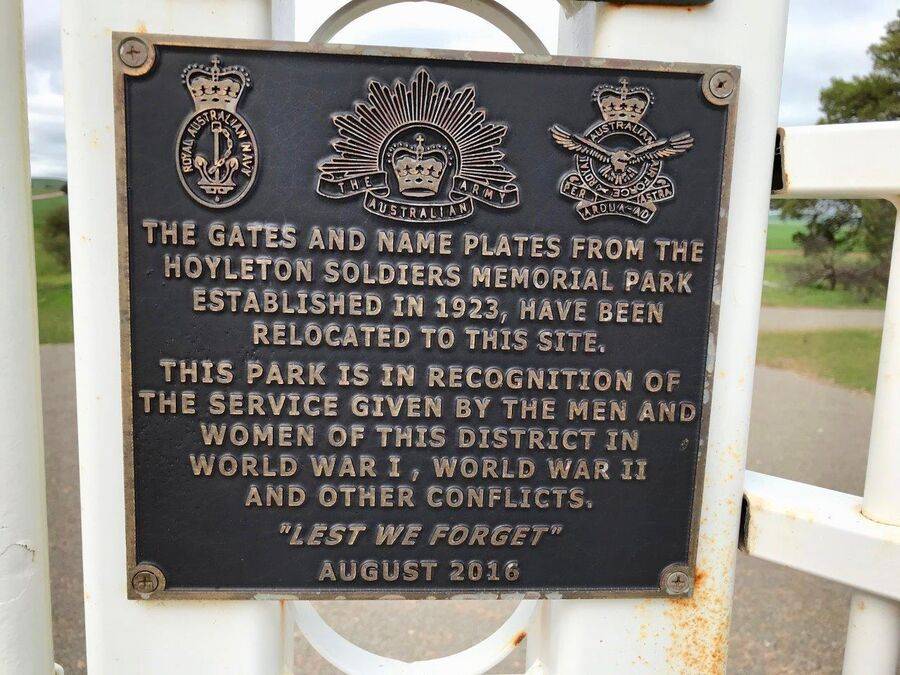 ROYAL AUSTRALIAN NAVY
THE AUSTRALIAN ARMY
ROYAL AUSTRALIAN AIR FORCE
PER ARDUA AD ASTRA
THE GATES AND NAME PLATES FROM THE
HOYLETON SOLDIERS MEMORIAL PARK
ESTABLISHED IN 1923, HAVE BEEN
RELOCATED TO THIS SITE.
THIS PARK IS IN RECOGNITION OF
THE SERVICE GIVEN BY THE MEN AND
WOMEN OF THIS DISTRICT IN
WORLD WAR I , WORLD WAR II
AND OTHER CONFLICTS.
"LEST WE FORGET"
AUGUST 2016